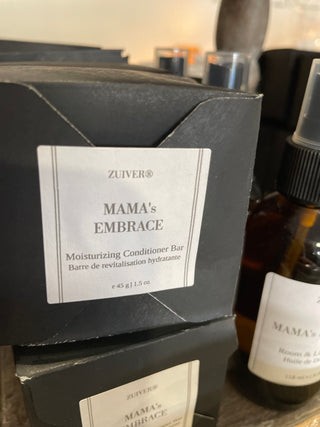 ZUIVER®
MAMA's
EMBRACE
Moisturizing Conditioner Bar
Barre de revitalisation hydratante
e 45 g | 1.5 oz
ZUIVER®
MAMA's
EMBRACE
MAMA's
Room & Li
Huile de